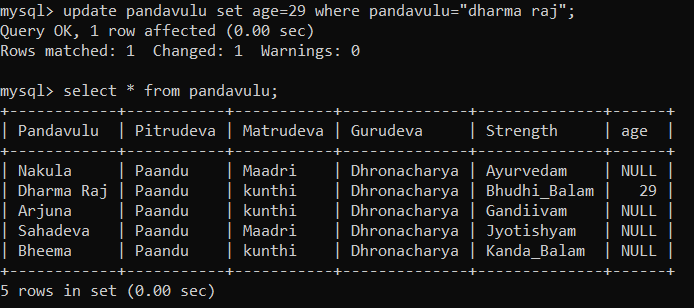 mysql> update pandavulu set age=29 where pandavulu="dharma raj";
Query OK, 1 row affected (0.00 sec)
Rows matched: 1  Changed: 1  Warnings: 0

mysql> select * from pandavulu;
+------------+-----------+-----------+--------------+--------------+------+
| Pandavulu  | Pitrudeva | Matrudeva | Gurudeva     | Strength     | age  |
+------------+-----------+-----------+--------------+--------------+------+
| Nakula     | Paandu    | Maadri    | Dhronacharya | Ayurvedam    | NULL |
| Dharma Raj | Paandu    | kunthi    | Dhronacharya | Bhudhi_Balam |   29 |
| Arjuna     | Paandu    | kunthi    | Dhronacharya | Gandiivam    | NULL |
| Sahadeva   | Paandu    | Maadri    | Dhronacharya | Jyotishyam   | NULL |
| Bheema     | Paandu    | kunthi    | Dhronacharya | Kanda_Balam  | NULL |
+------------+-----------+-----------+--------------+--------------+------+
5 rows in set (0.00 sec)